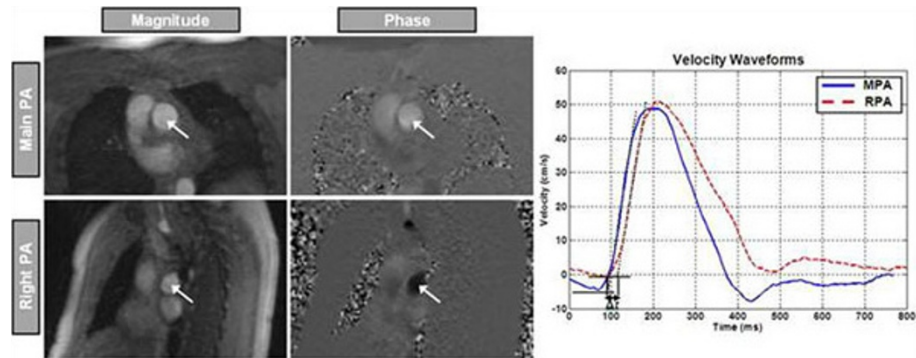 Magnitude
Phase
Main PA
Right PA
Velocity Waveforms
MPA
RPA
Velocity (cm/s)
60
50
40
30
20
10
0
-10
0
100
200
300
400
500
600
700
800
Time (ms)
ΔT